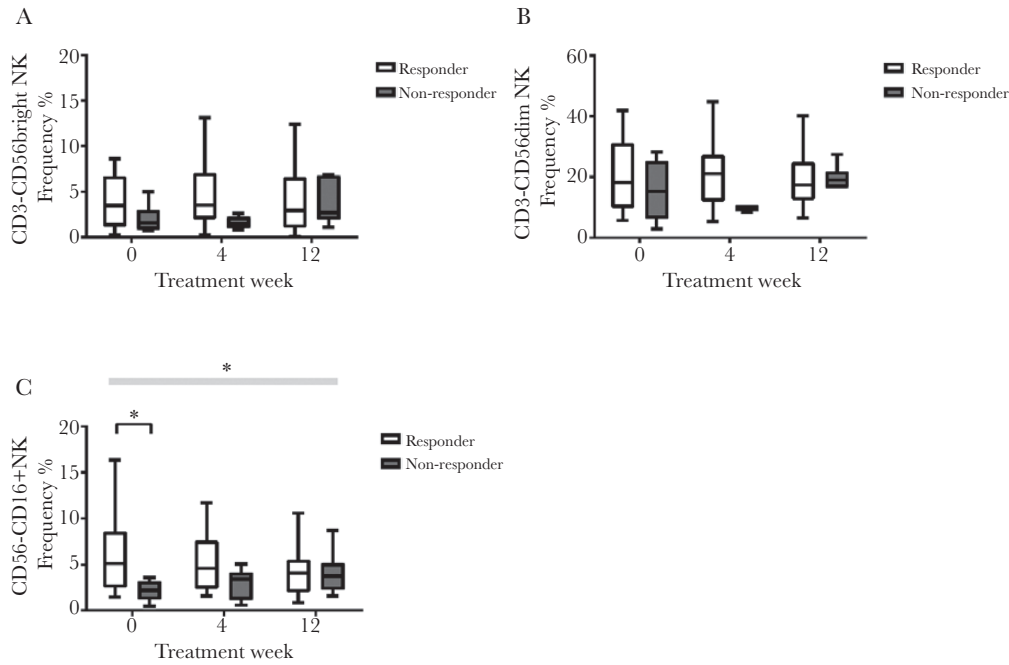 A
CD3-CD56bright NK
Frequency %
20
15
10
5
0
0
4
12
Treatment week
Responder
Non-responder
B
CD3-CD56dim NK
Frequency %
60
40
20
0
0
4
12
Treatment week
Responder
Non-responder
C
*
*
CD56-CD16+NK
Frequency %
20
15
10
5
0
0
4
12
Treatment week
Responder
Non-responder